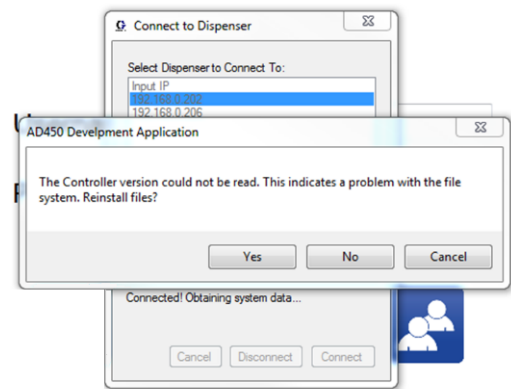 Connect to Dispenser
Select Dispenser to Connect To:
Input IP
192.168.0.202
192.168.0.206
AD450 Develpment Application
The Controller version could not be read. This indicates a problem with the file
system. Reinstall files?
Yes No Cancel
Connected! Obtaining system data...
Cancel Disconnect Connect